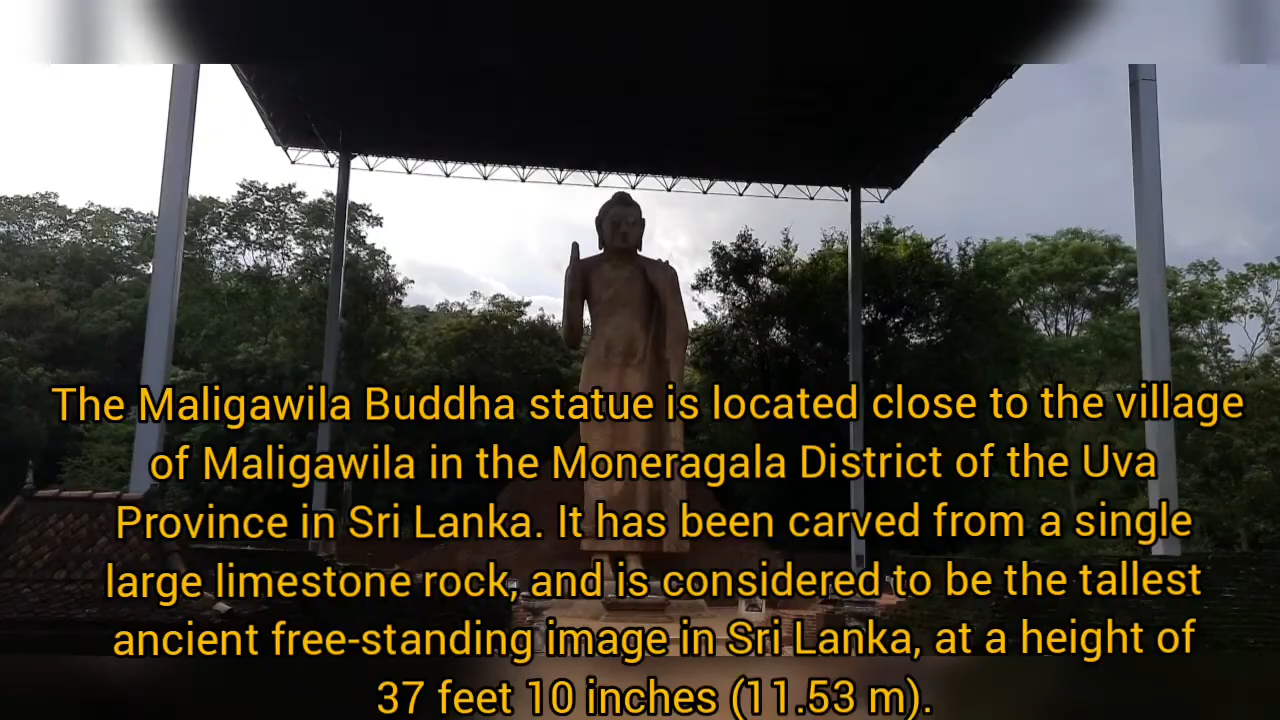 The Maligawila Buddha statue is located close to the village
of Maligawila in the Moneragala District of the Uva
Province in Sri Lanka. It has been carved from a single
large limestone rock, and is considered to be the tallest
ancient free-standing image in Sri Lanka, at a height of
37 feet 10 inches (11.53 m).